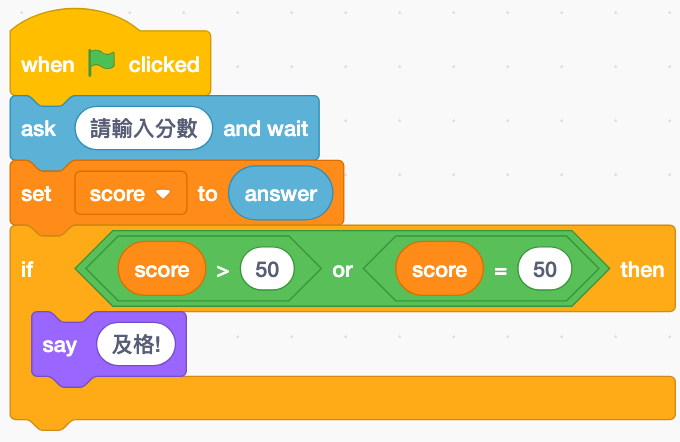 when clicked
ask 請輸入分數 and wait
set score to answer
if score > 50 or score = 50 then
say 及格!